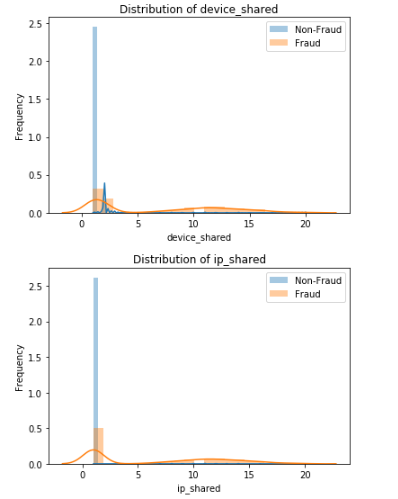 Distribution of device_shared
2.5
2.0
1.5
1.0
0.5
0.0
Frequency
Non-Fraud
Fraud
0 5 10 15 20
device_shared
Distribution of ip_shared
2.5
2.0
1.5
1.0
0.5
0.0
Frequency
Non-Fraud
Fraud
0 5 10 15 20
ip_shared